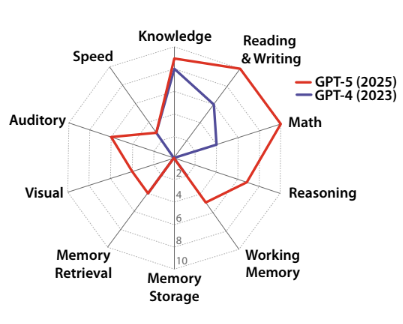 Knowledge
Reading
& Writing
Speed
GPT-5 (2025)
GPT-4 (2023)
Auditory
Math
2
Visual
Reasoning
4
6
8
Memory
Retrieval
Working
Memory
10
Memory
Storage